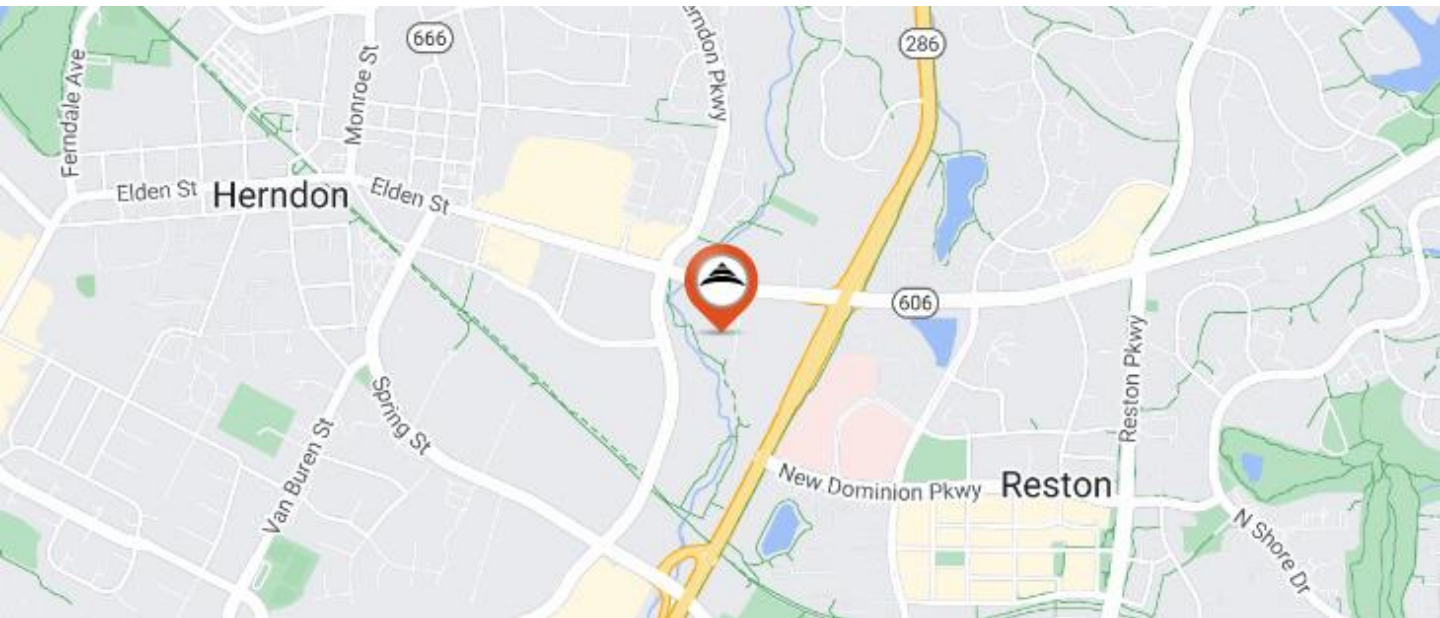 erndon Pkwy
666
286
Monroe St
Ferndale Ave
Elden St
Herndon
Elden St
606
Reston Pkwy
Spring St
Van Buren St
New Dominion Pkwy
Reston
N Shore Dr